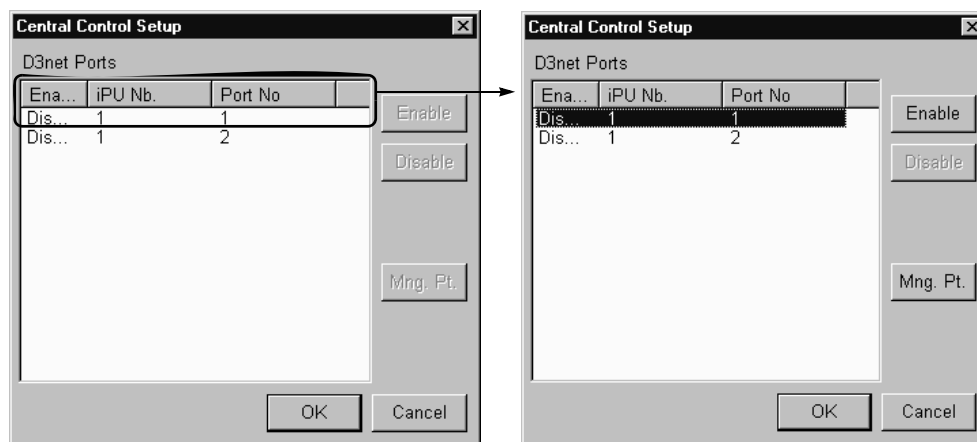 Central Control Setup
D3net Ports
Ena... iPU Nb. Port No
Dis... 1 1
Dis... 1 2
Enable
Disable
Mng. Pt.
OK Cancel
Central Control Setup
D3net Ports
Ena... iPU Nb. Port No
Dis... 1 1
Dis... 1 2
Enable
Disable
Mng. Pt.
OK Cancel